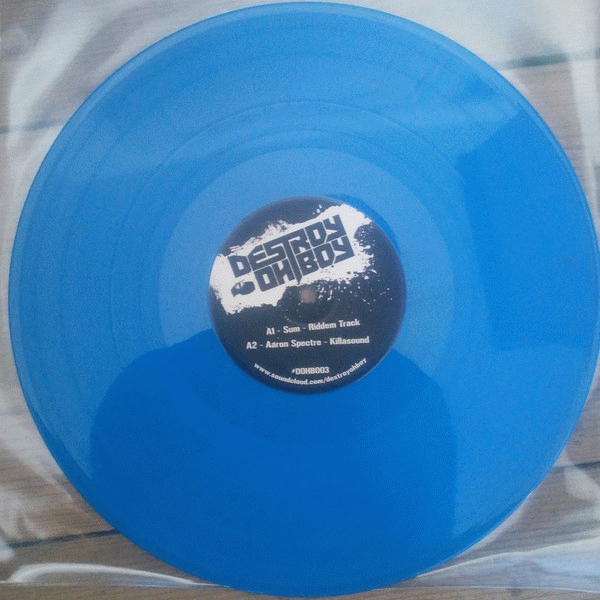 DESTROY
OH BOY
A1 - Sum - Riddem Track
A2 - Aaron Spectre - Killasound
#DOHB003
www.soundcloud.com/destroyohboy